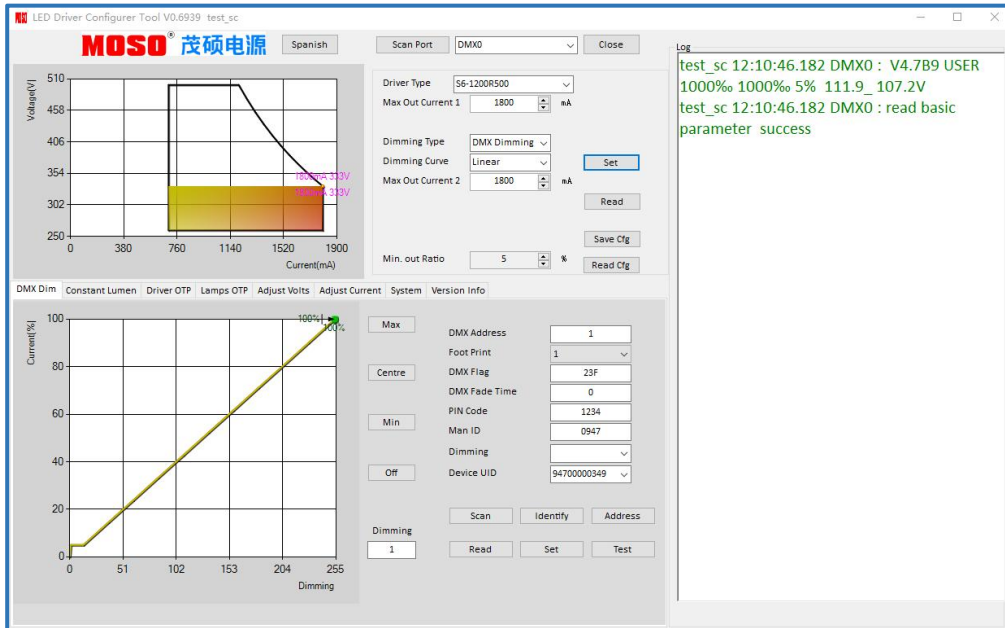 MOSO LED Driver Configurer Tool V0.6939 test_sc
MOSO® 茂硕电源
Spanish
Scan Port DMX0 Close
Voltage[V]
510
458
406
354
302
250
1800mA 333V
1800mA 333V
0 380 760 1140 1520 1900
Current(mA)
Driver Type S6-1200R500
Max Out Current 1 1800 mA
Dimming Type DMX Dimming
Dimming Curve Linear Set
Max Out Current 2 1800 mA
Read
Save Cfg
Min. out Ratio 5 % Read Cfg
DMX Dim Constant Lumen Driver OTP Lamps OTP Adjust Volts Adjust Current System Version Info
Current[%]
100
80
60
40
20
0
100%
100%
0 51 102 153 204 255
Dimming
Max
Centre
Min
Off
Dimming
1
DMX Address 1
Foot Print 1
DMX Flag 23F
DMX Fade Time 0
PIN Code 1234
Man ID 0947
Dimming
Device UID 94700000349
Scan Identify Address
Read Set Test
Log
test_sc 12:10:46.182 DMX0 : V4.7B9 USER
1000‰ 1000‰ 5% 111.9_ 107.2V
test_sc 12:10:46.182 DMX0 : read basic
parameter success